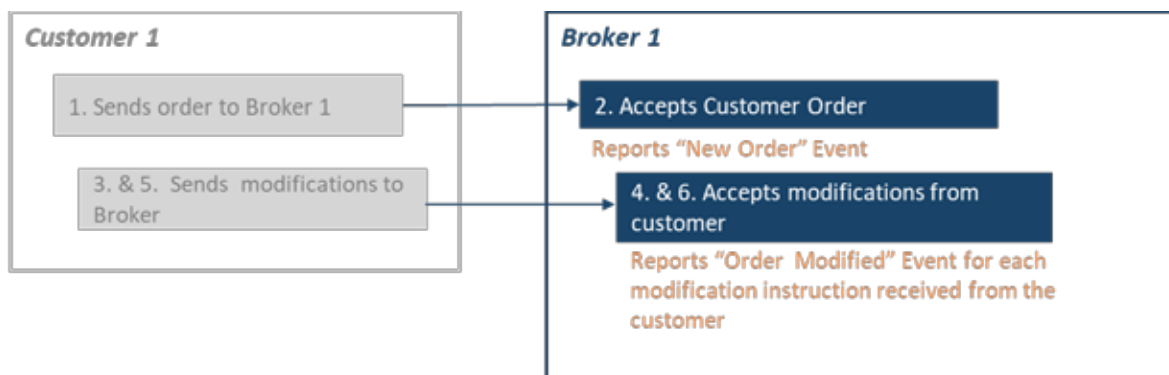 Customer 1
Broker 1
1. Sends order to Broker 1
2. Accepts Customer Order
Reports “New Order” Event
3. & 5.  Sends  modifications to
Broker
4. & 6. Accepts modifications from
customer
Reports “Order  Modified” Event for each
modification instruction received from the
customer